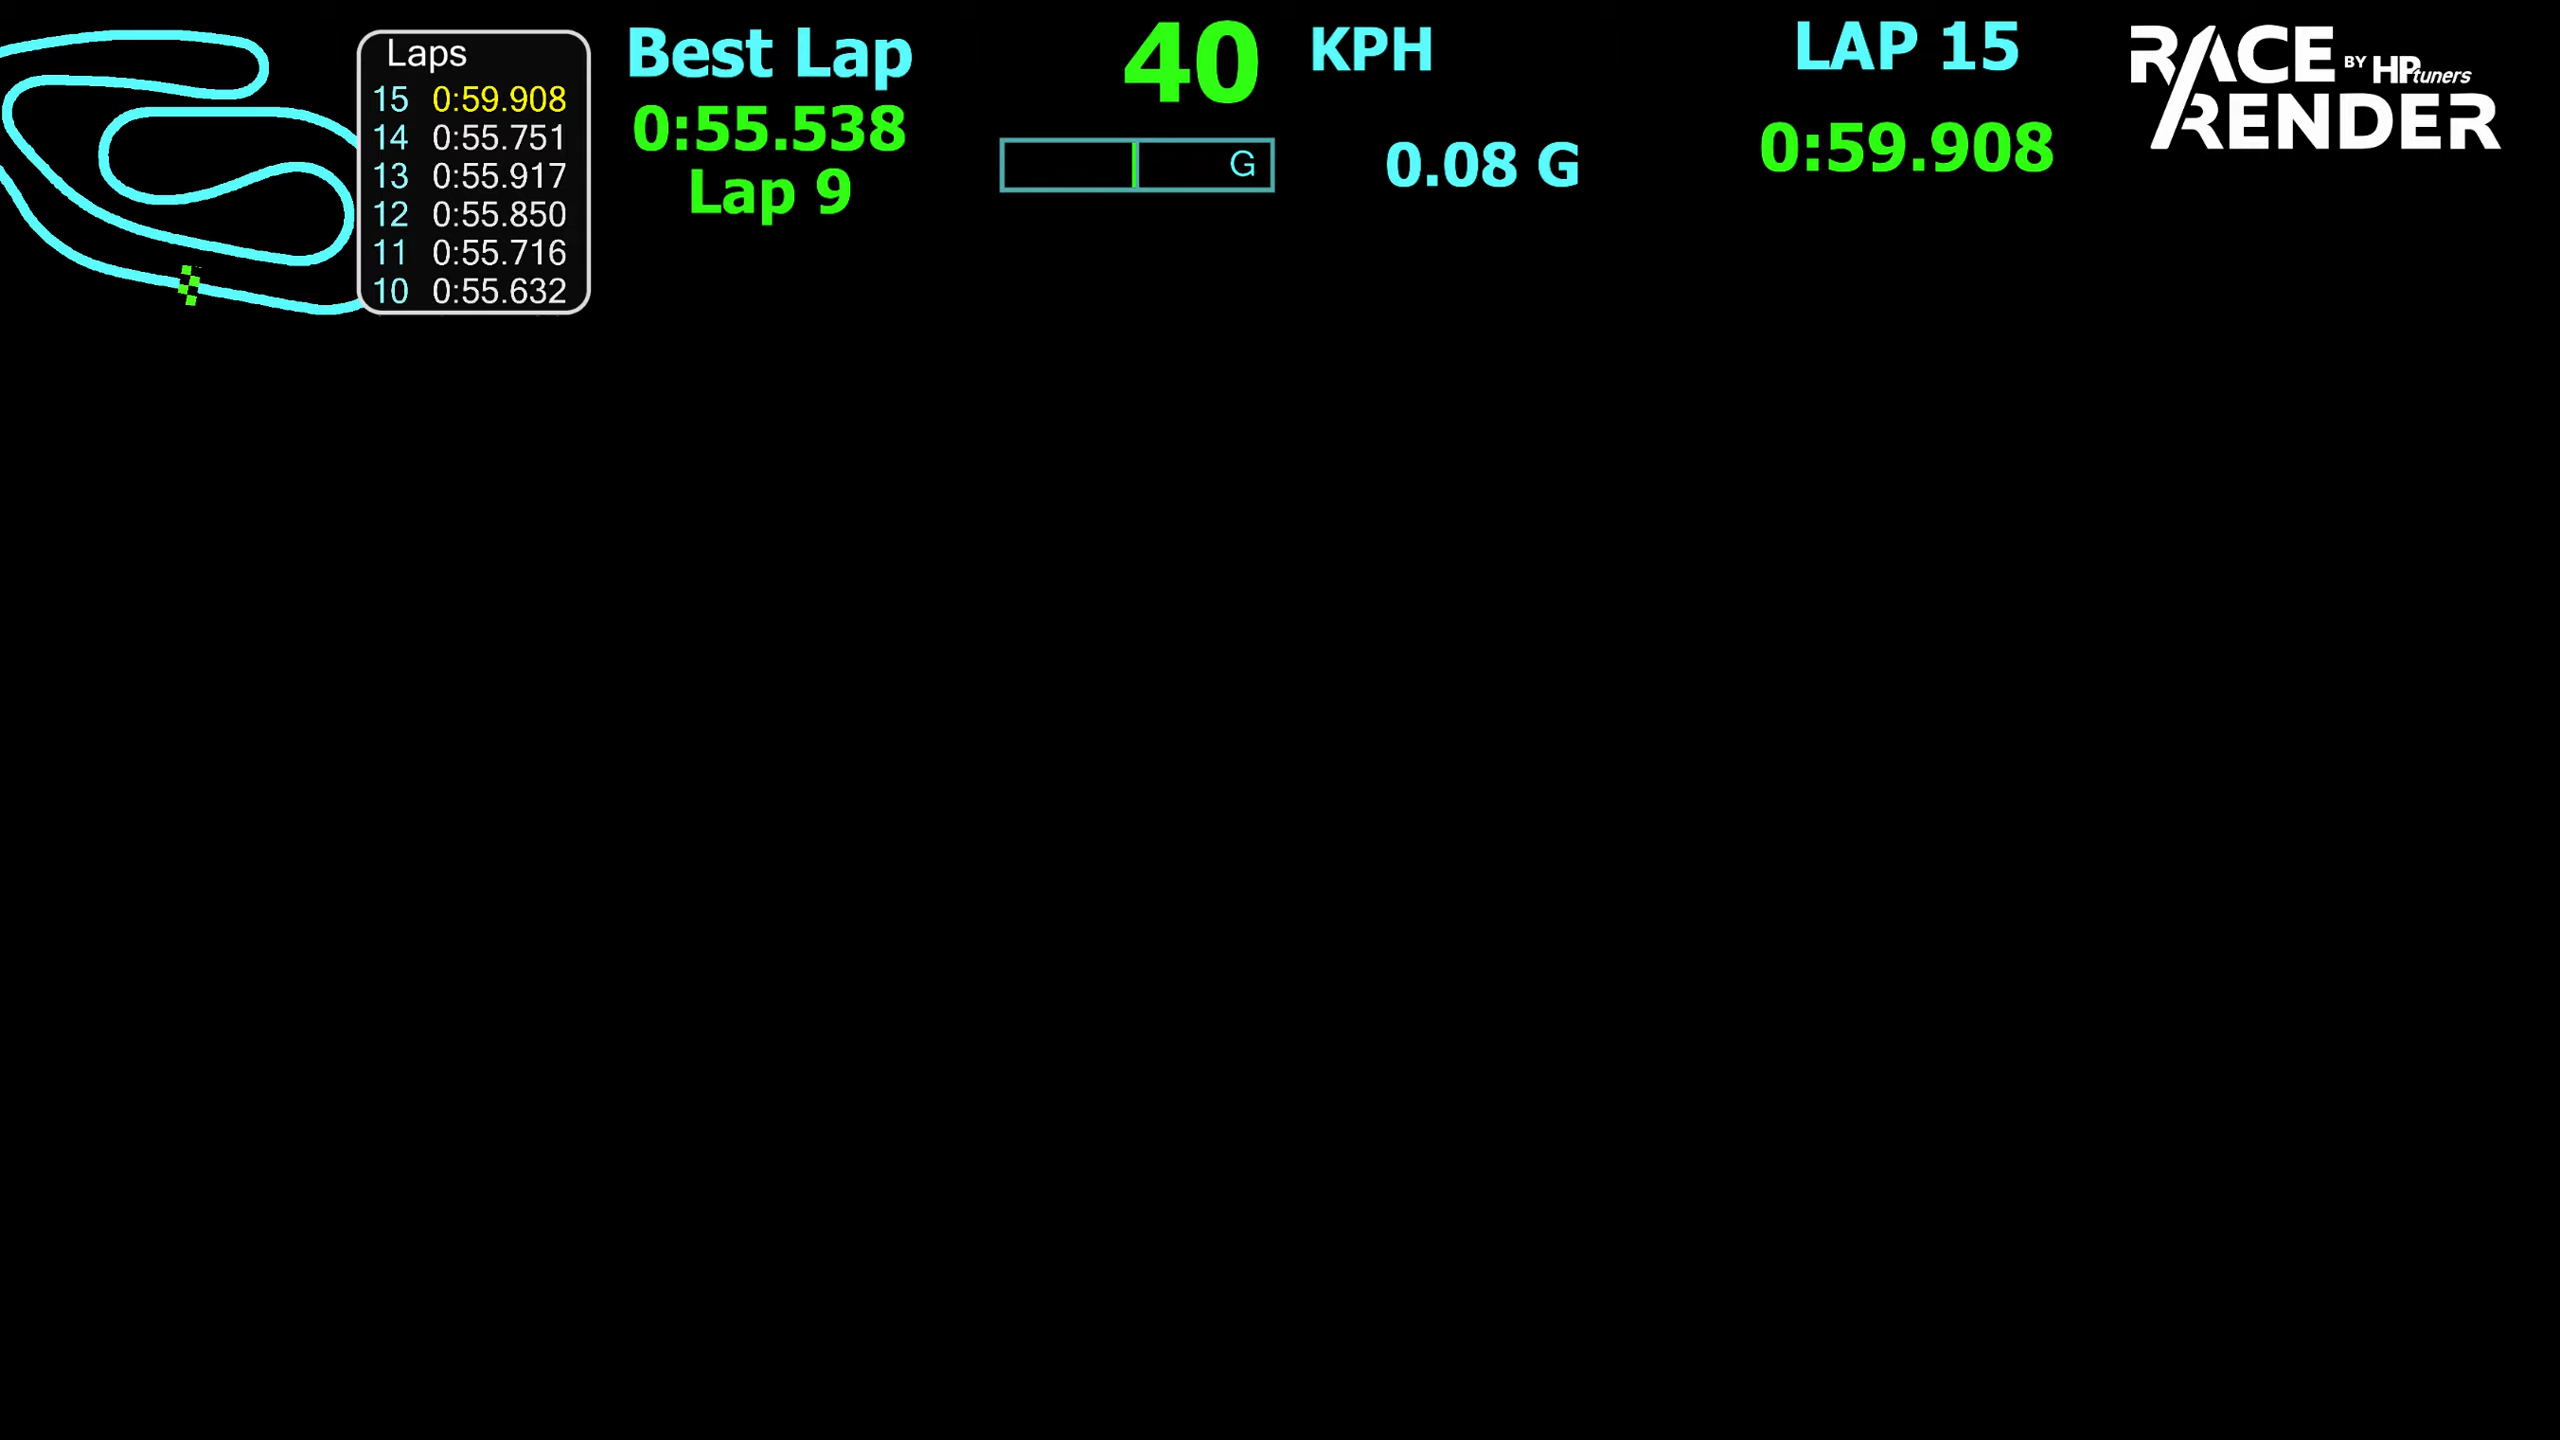 Laps
15 0:59.908
14 0:55.751
13 0:55.917
12 0:55.850
11 0:55.716
10 0:55.632
Best Lap
0:55.538
Lap 9
40 KPH
G
0.08 G
LAP 15
0:59.908
RACE BY HPtuners
RENDER